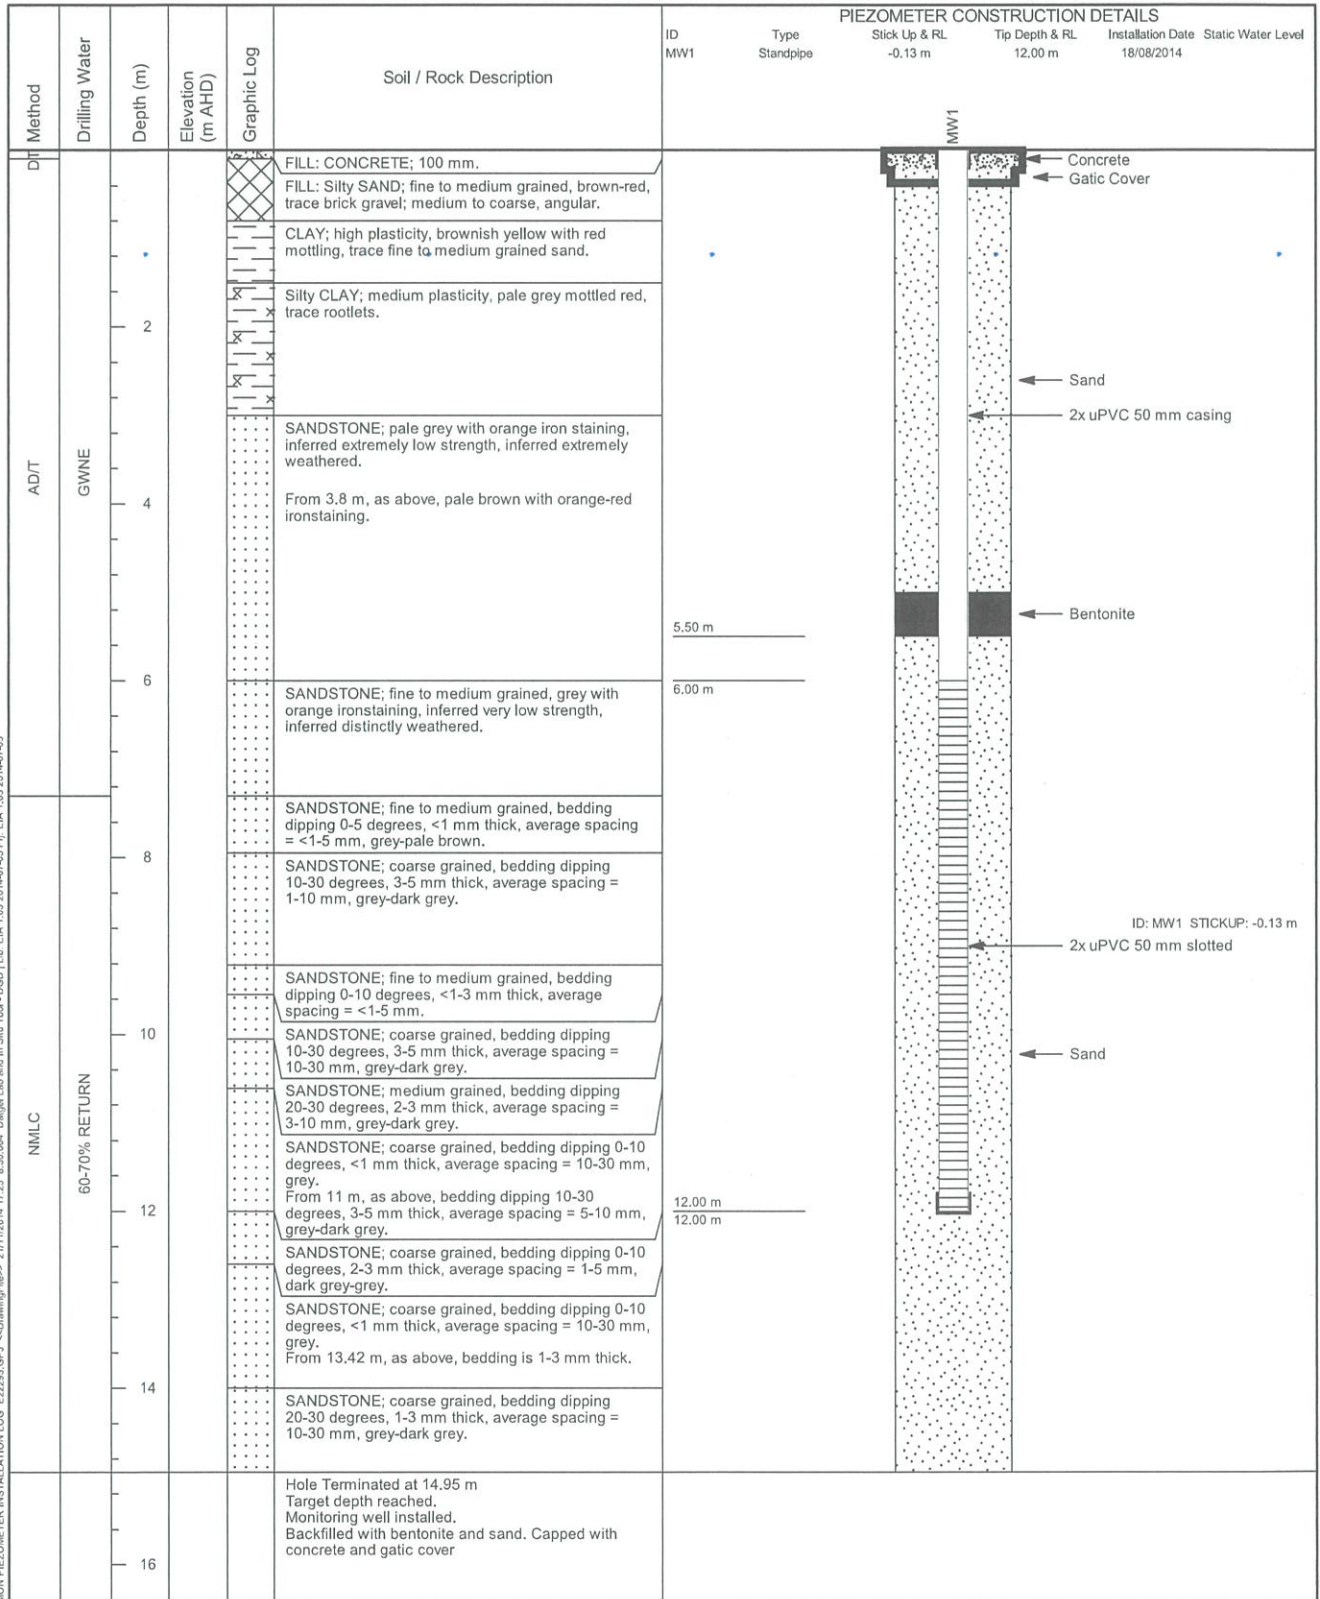 PIEZOMETER CONSTRUCTION DETAILS
ID Type Stick Up & RL Tip Depth & RL Installation Date Static Water Level
MW1 Standpipe -0.13 m 12.00 m 18/08/2014
Method
Drilling Water
Depth (m)
Elevation
(m AHD)
Graphic Log
Soil / Rock Description
MW1
DT
FILL: CONCRETE; 100 mm.
Concrete
Gatic Cover
FILL: Silty SAND; fine to medium grained, brown-red,
trace brick gravel; medium to coarse, angular.
CLAY; high plasticity, brownish yellow with red
mottling, trace fine to medium grained sand.
Silty CLAY; medium plasticity, pale grey mottled red,
trace rootlets.
2
Sand
2x uPVC 50 mm casing
SANDSTONE; pale grey with orange iron staining,
inferred extremely low strength, inferred extremely
weathered.
AD/T
GWNE
4
From 3.8 m, as above, pale brown with orange-red
ironstaining.
Bentonite
5.50 m
6
6.00 m
SANDSTONE; fine to medium grained, grey with
orange ironstaining, inferred very low strength,
inferred distinctly weathered.
SANDSTONE; fine to medium grained, bedding
dipping 0-5 degrees, <1 mm thick, average spacing
= <1-5 mm, grey-pale brown.
8
SANDSTONE; coarse grained, bedding dipping
10-30 degrees, 3-5 mm thick, average spacing =
1-10 mm, grey-dark grey.
ID: MW1 STICKUP: -0.13 m
2x uPVC 50 mm slotted
SANDSTONE; fine to medium grained, bedding
dipping 0-10 degrees, <1-3 mm thick, average
spacing = <1-5 mm.
10
SANDSTONE; coarse grained, bedding dipping
10-30 degrees, 3-5 mm thick, average spacing =
10-30 mm, grey-dark grey.
Sand
SANDSTONE; medium grained, bedding dipping
20-30 degrees, 2-3 mm thick, average spacing =
3-10 mm, grey-dark grey.
NMLC
60-70% RETURN
SANDSTONE; coarse grained, bedding dipping 0-10
degrees, <1 mm thick, average spacing = 10-30 mm,
grey.
From 11 m, as above, bedding dipping 10-30
degrees, 3-5 mm thick, average spacing = 5-10 mm,
grey-dark grey.
12
12.00 m
12.00 m
SANDSTONE; coarse grained, bedding dipping 0-10
degrees, 2-3 mm thick, average spacing = 1-5 mm,
dark grey-grey.
SANDSTONE; coarse grained, bedding dipping 0-10
degrees, <1 mm thick, average spacing = 10-30 mm,
grey.
From 13.42 m, as above, bedding is 1-3 mm thick.
14
SANDSTONE; coarse grained, bedding dipping
20-30 degrees, 1-3 mm thick, average spacing =
10-30 mm, grey-dark grey.
Hole Terminated at 14.95 m
Target depth reached.
Monitoring well installed.
Backfilled with bentonite and sand. Capped with
concrete and gatic cover
16